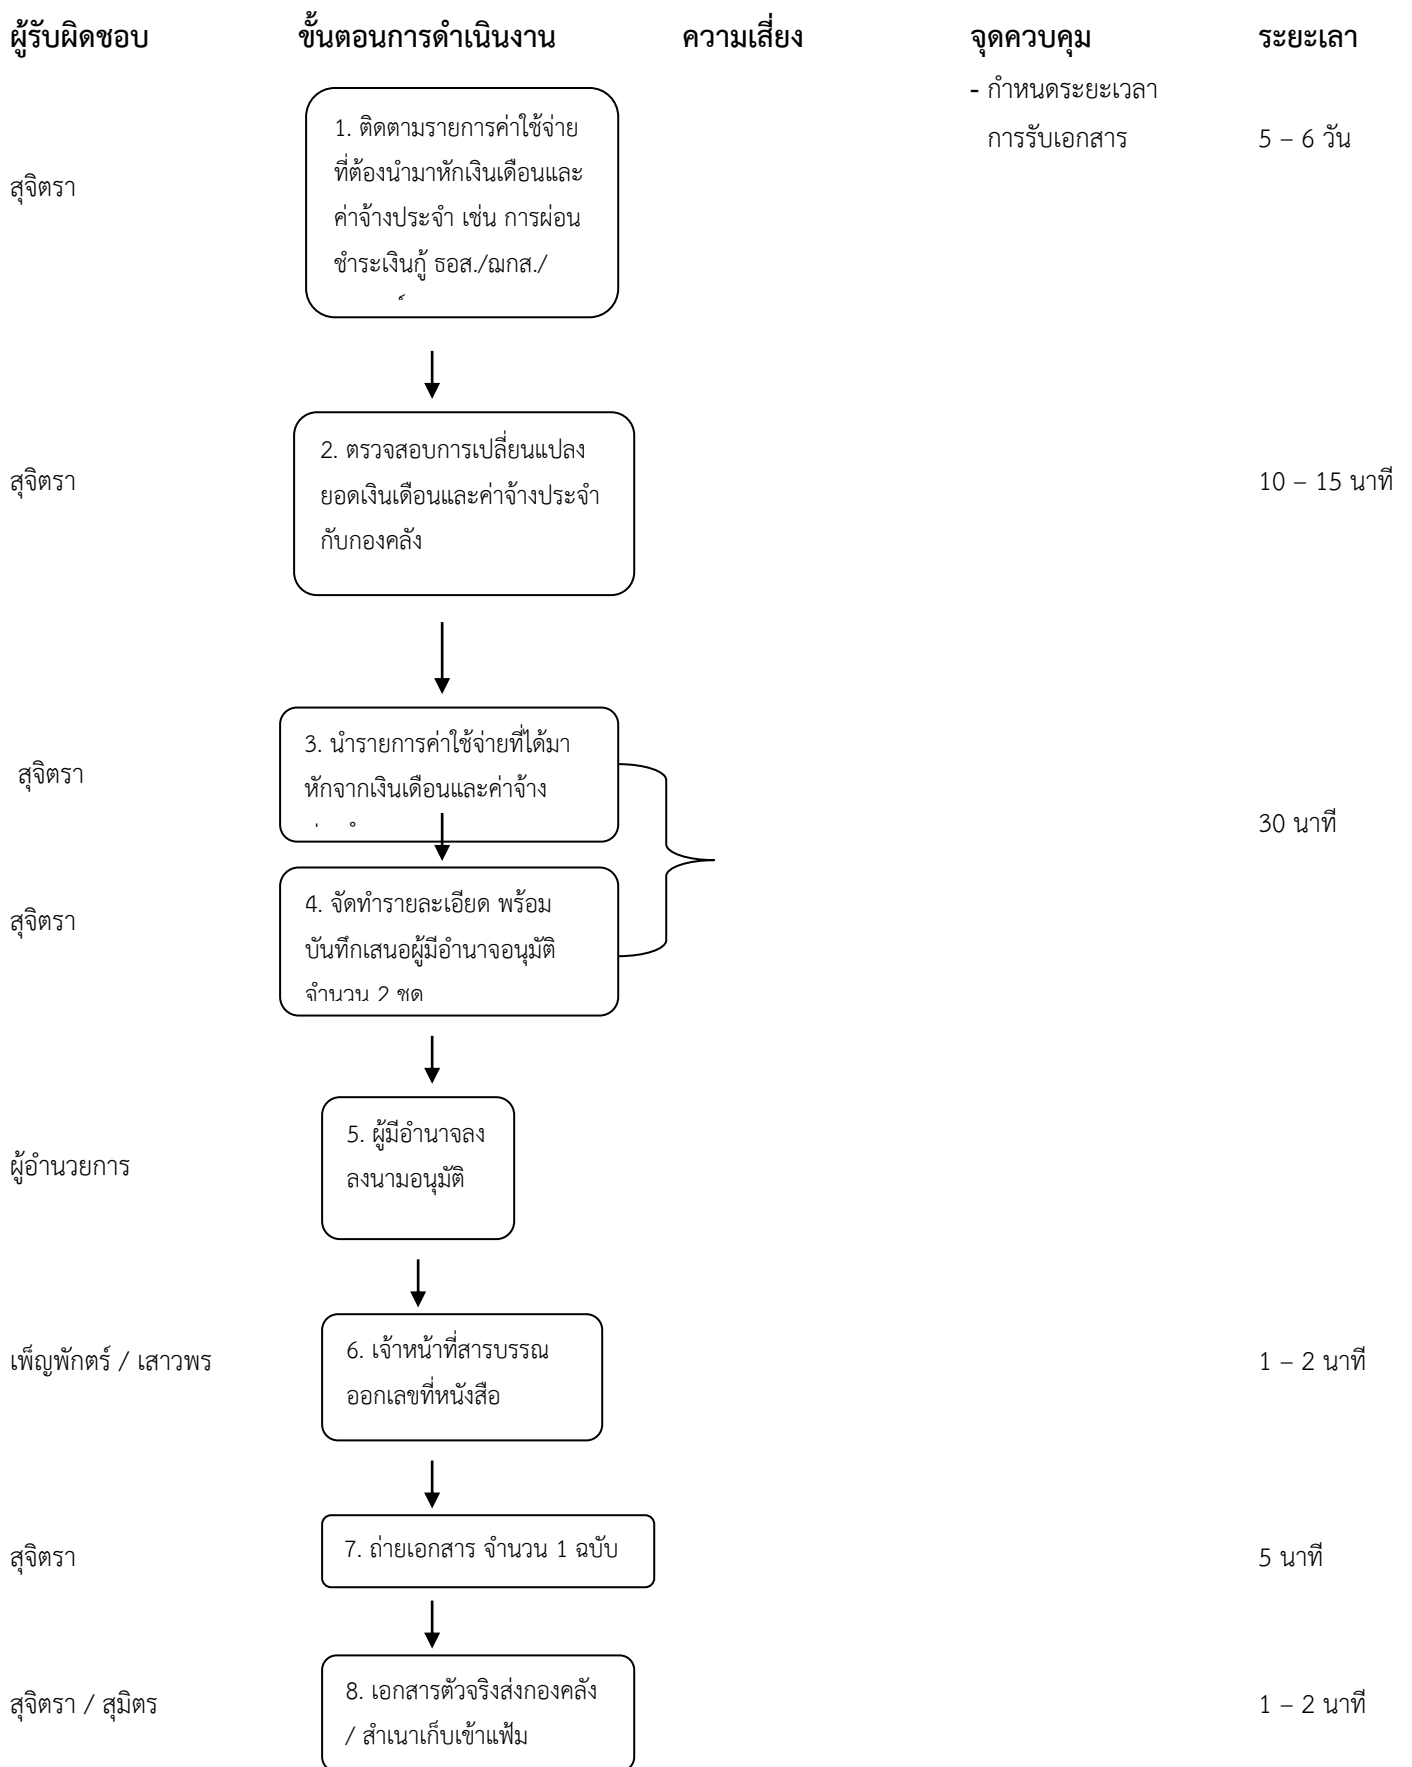 ผู้รับผิดชอบ ขั้นตอนการดำเนินงาน ความเสี่ยง จุดควบคุม ระยะเลา
- กำหนดระยะเวลา
การรับเอกสาร
5 – 6 วัน
สุจิตรา
1. ติดตามรายการค่าใช้จ่าย
ที่ต้องนำมาหักเงินเดือนและ
ค่าจ้างประจำ เช่น การผ่อน
ชำระเงินกู้ ธอส./ฌกส./
สุจิตรา
2. ตรวจสอบการเปลี่ยนแปลง
ยอดเงินเดือนและค่าจ้างประจำ
กับกองคลัง
10 – 15 นาที
สุจิตรา
3. นำรายการค่าใช้จ่ายที่ได้มา
หักจากเงินเดือนและค่าจ้าง
30 นาที
สุจิตรา
4. จัดทำรายละเอียด พร้อม
บันทึกเสนอผู้มีอำนาจอนุมัติ
จำนวน 2 ชุด
ผู้อำนวยการ
5. ผู้มีอำนาจลง
ลงนามอนุมัติ
เพ็ญพักตร์ / เสาวพร
6. เจ้าหน้าที่สารบรรณ
ออกเลขที่หนังสือ
1 – 2 นาที
สุจิตรา
7. ถ่ายเอกสาร จำนวน 1 ฉบับ
5 นาที
สุจิตรา / สุมิตร
8. เอกสารตัวจริงส่งกองคลัง
/ สำเนาเก็บเข้าแฟ้ม
1 – 2 นาที